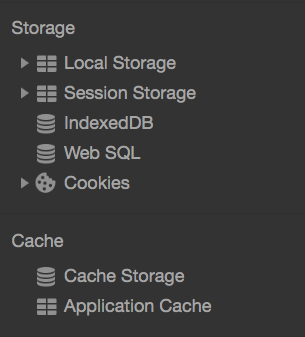 Storage
Local Storage
Session Storage
IndexedDB
Web SQL
Cookies
Cache
Cache Storage
Application Cache